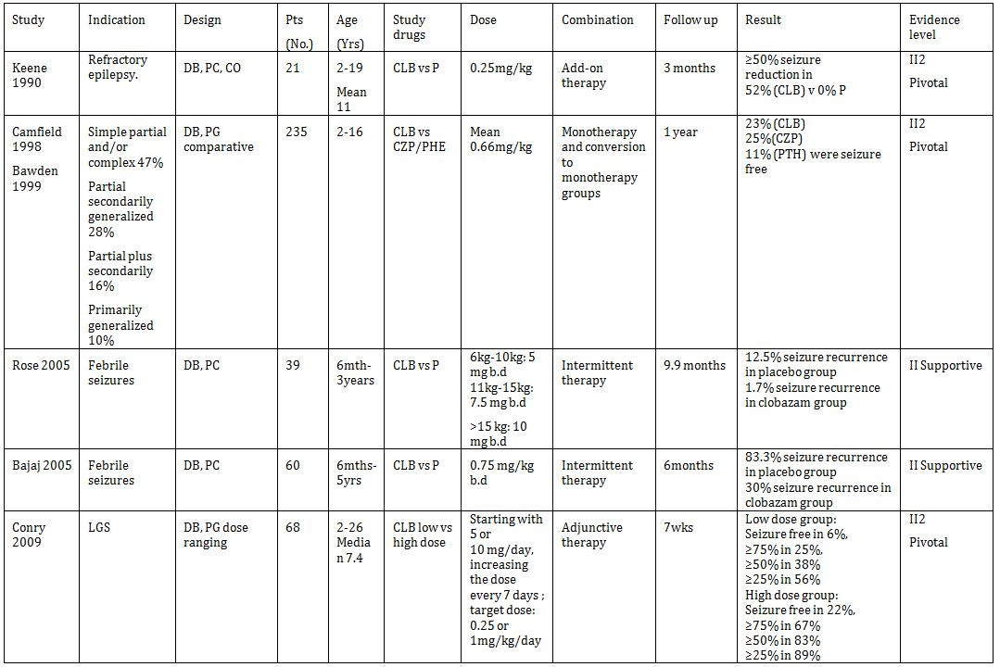 Study
Indication
Design
Pts
(No.)
Age
(Yrs)
Study
drugs
Dose
Combination
Follow up
Result
Evidence
level
Keene
1990
Refractory
epilepsy.
DB, PC, CO
21
2-19
Mean
11
CLB vs P
0.25mg/kg
Add-on
therapy
3 months
≥50% seizure
reduction in
52% (CLB) v 0% P
II2
Pivotal
Camfield
1998
Bawden
1999
Simple partial
and/or
complex 47%
Partial
secondarily
generalized
28%
Partial plus
secondarily
16%
Primarily
generalized
10%
DB, PG
comparative
235
2-16
CLB vs
CZP/PHE
Mean
0.66mg/kg
Monotherapy
and conversion
to
monotherapy
groups
1 year
23% (CLB)
25%(CZP)
11% (PTH) were seizure
free
II2
Pivotal
Rose 2005
Febrile
seizures
DB, PC
39
6mth-
3years
CLB vs P
6kg-10kg: 5
mg b.d
11kg-15kg:
7.5 mg b.d
>15 kg: 10
mg b.d
Intermittent
therapy
9.9 months
12.5% seizure recurrence
in placebo group
1.7% seizure recurrence
in clobazam group
II Supportive
Bajaj 2005
Febrile
seizures
DB, PC
60
6mths-
5yrs
CLB vs P
0.75 mg/kg
b.d
Intermittent
therapy
6months
83.3% seizure recurrence
in placebo group
30% seizure recurrence in
clobazam group
II Supportive
Conry
2009
LGS
DB, PG dose
ranging
68
2-26
Media
n 7.4
CLB low vs
high dose
Starting with
5 or
10 mg/day,
increasing
the dose
every 7 days ;
target dose:
0.25 or
1mg/kg/day
Adjunctive
therapy
7wks
Low dose group:
Seizure free in 6%,
≥75% in 25%,
≥50% in 38%
≥25% in 56%
High dose group:
Seizure free in 22%,
≥75% in 67%
≥50% in 83%
≥25% in 89%
II2
Pivotal